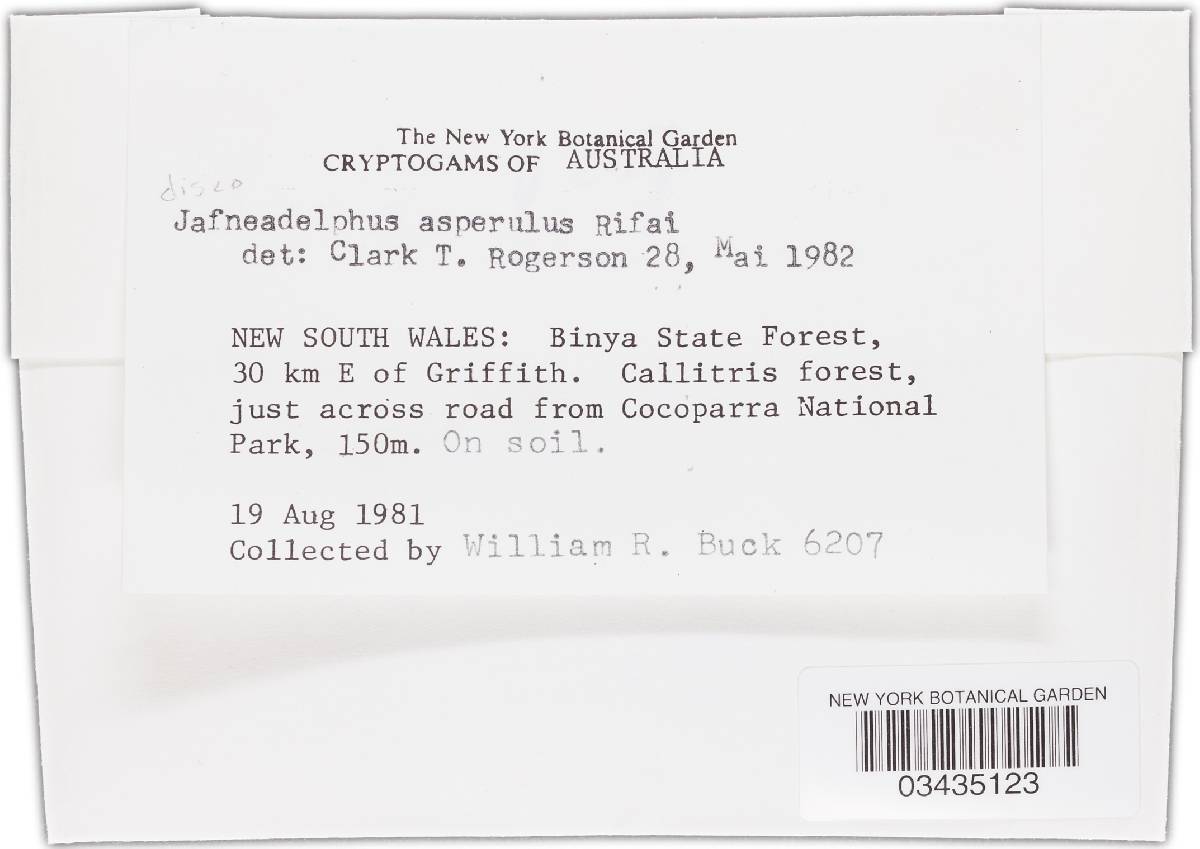 The New York Botanical Garden
CRYPTOGAMS OF AUSTRALIA
disco
Jafneadelphus asperulus Rifai
det: Clark T. Rogerson 28, Mai 1982
NEW SOUTH WALES: Binya State Forest,
30 km E of Griffith. Callitris forest,
just across road from Cocoparra National
Park, 150m. On soil.
19 Aug 1981
Collected by William R. Buck 6207
NEW YORK BOTANICAL GARDEN
03435123